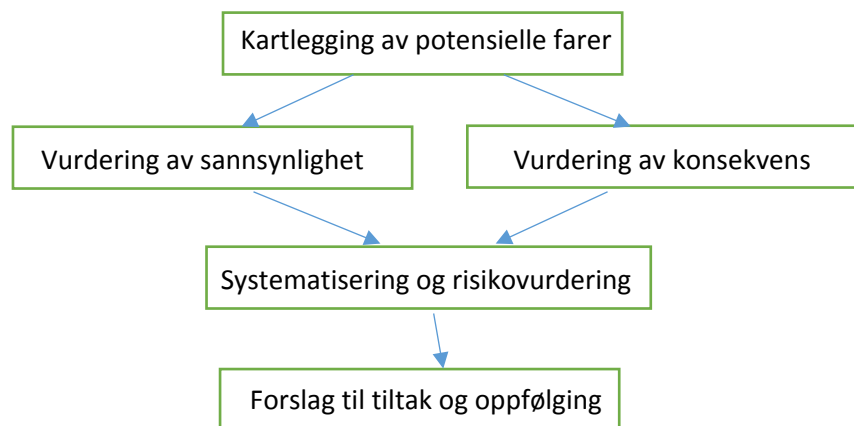 Kartlegging av potensielle farer
Vurdering av sannsynlighet
Vurdering av konsekvens
Systematisering og risikovurdering
Forslag til tiltak og oppfølging